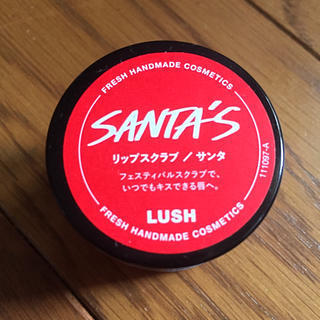 FRESH HANDMADE COSMETICS
SANTA'S
リップスクラブ / サンタ
フェスティバルスクラブで、
いつでもキスできる唇へ。
LUSH
FRESH HANDMADE COSMETICS
111097-A